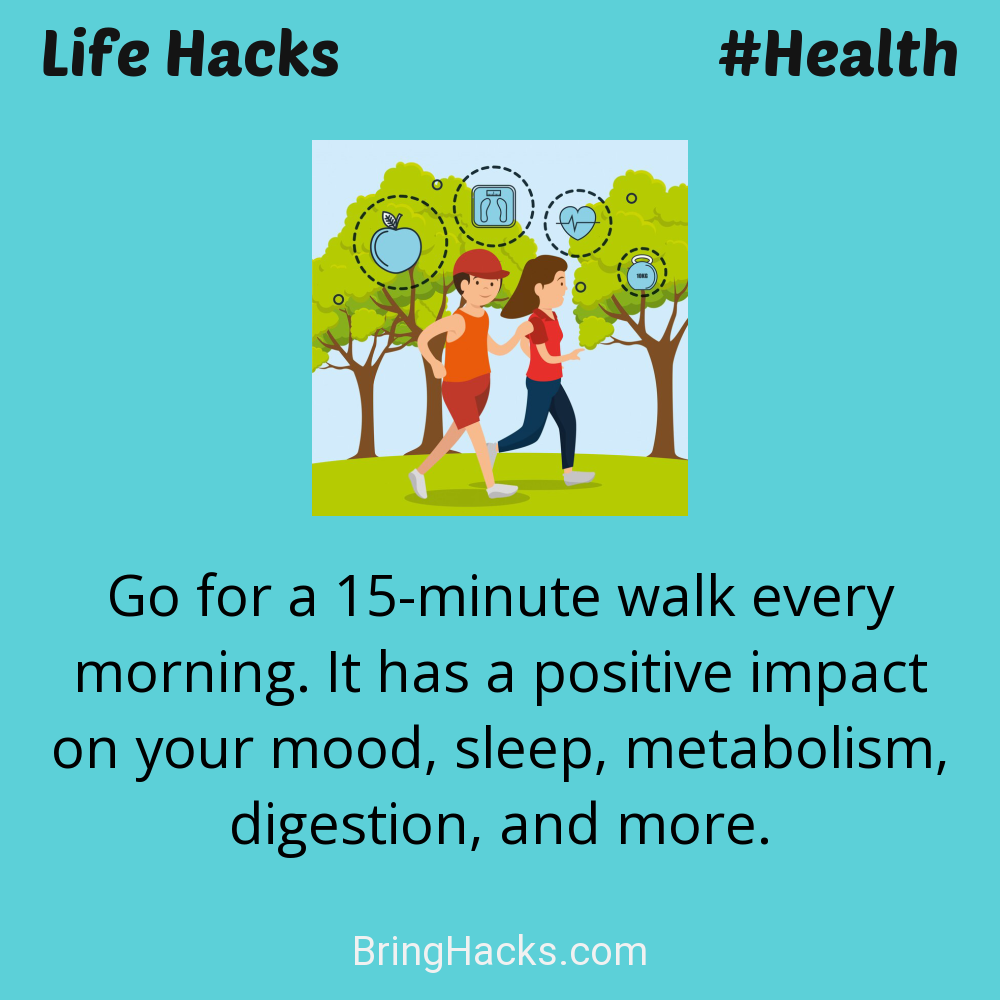 Life Hacks
#Health
10KG
Go for a 15-minute walk every
morning. It has a positive impact
on your mood, sleep, metabolism,
digestion, and more.
BringHacks.com